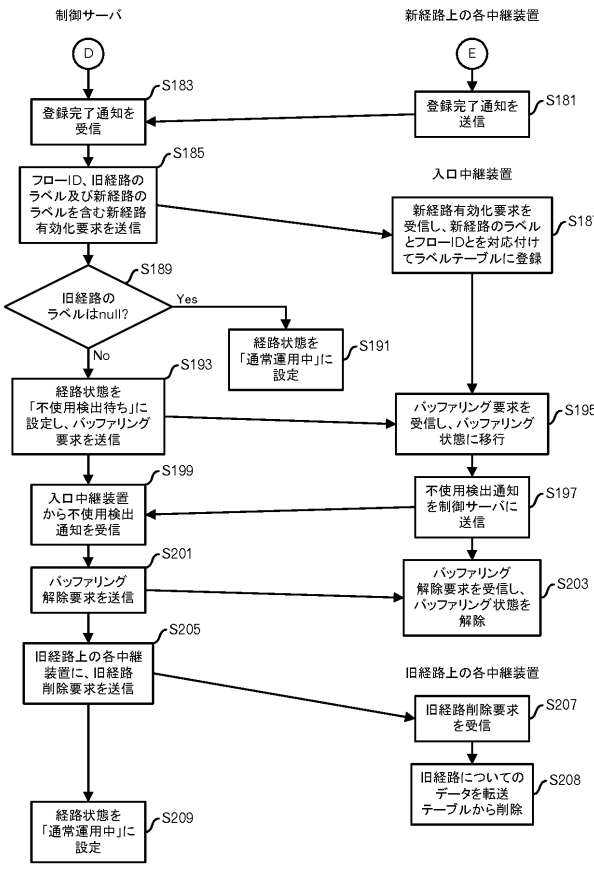 制御サーバ
新経路上の各中継装置
D
E
S183
登録完了通知を
受信
S181
登録完了通知を
送信
S185
フローID、旧経路の
ラベル及び新経路の
ラベルを含む新経路
有効化要求を送信
入口中継装置
S187
新経路有効化要求を
受信し、新経路のラベル
とフローIDとを対応付け
てラベルテーブルに登録
S189
旧経路の
ラベルはnull?
Yes
No
S191
経路状態を
「通常運用中」に
設定
S193
経路状態を
「不使用検出待ち」に
設定し、バッファリング
要求を送信
S195
バッファリング要求を
受信し、バッファリング
状態に移行
S199
入口中継装置
から不使用検出
通知を受信
S197
不使用検出通知
を制御サーバに
送信
S201
バッファリング
解除要求を送信
S203
バッファリング
解除要求を受信し、
バッファリング状態を
解除
S205
旧経路上の各中継
装置に、旧経路
削除要求を送信
旧経路上の各中継装置
S207
旧経路削除要求
を受信
S208
旧経路についての
データを転送
テーブルから削除
S209
経路状態を
「通常運用中」に
設定